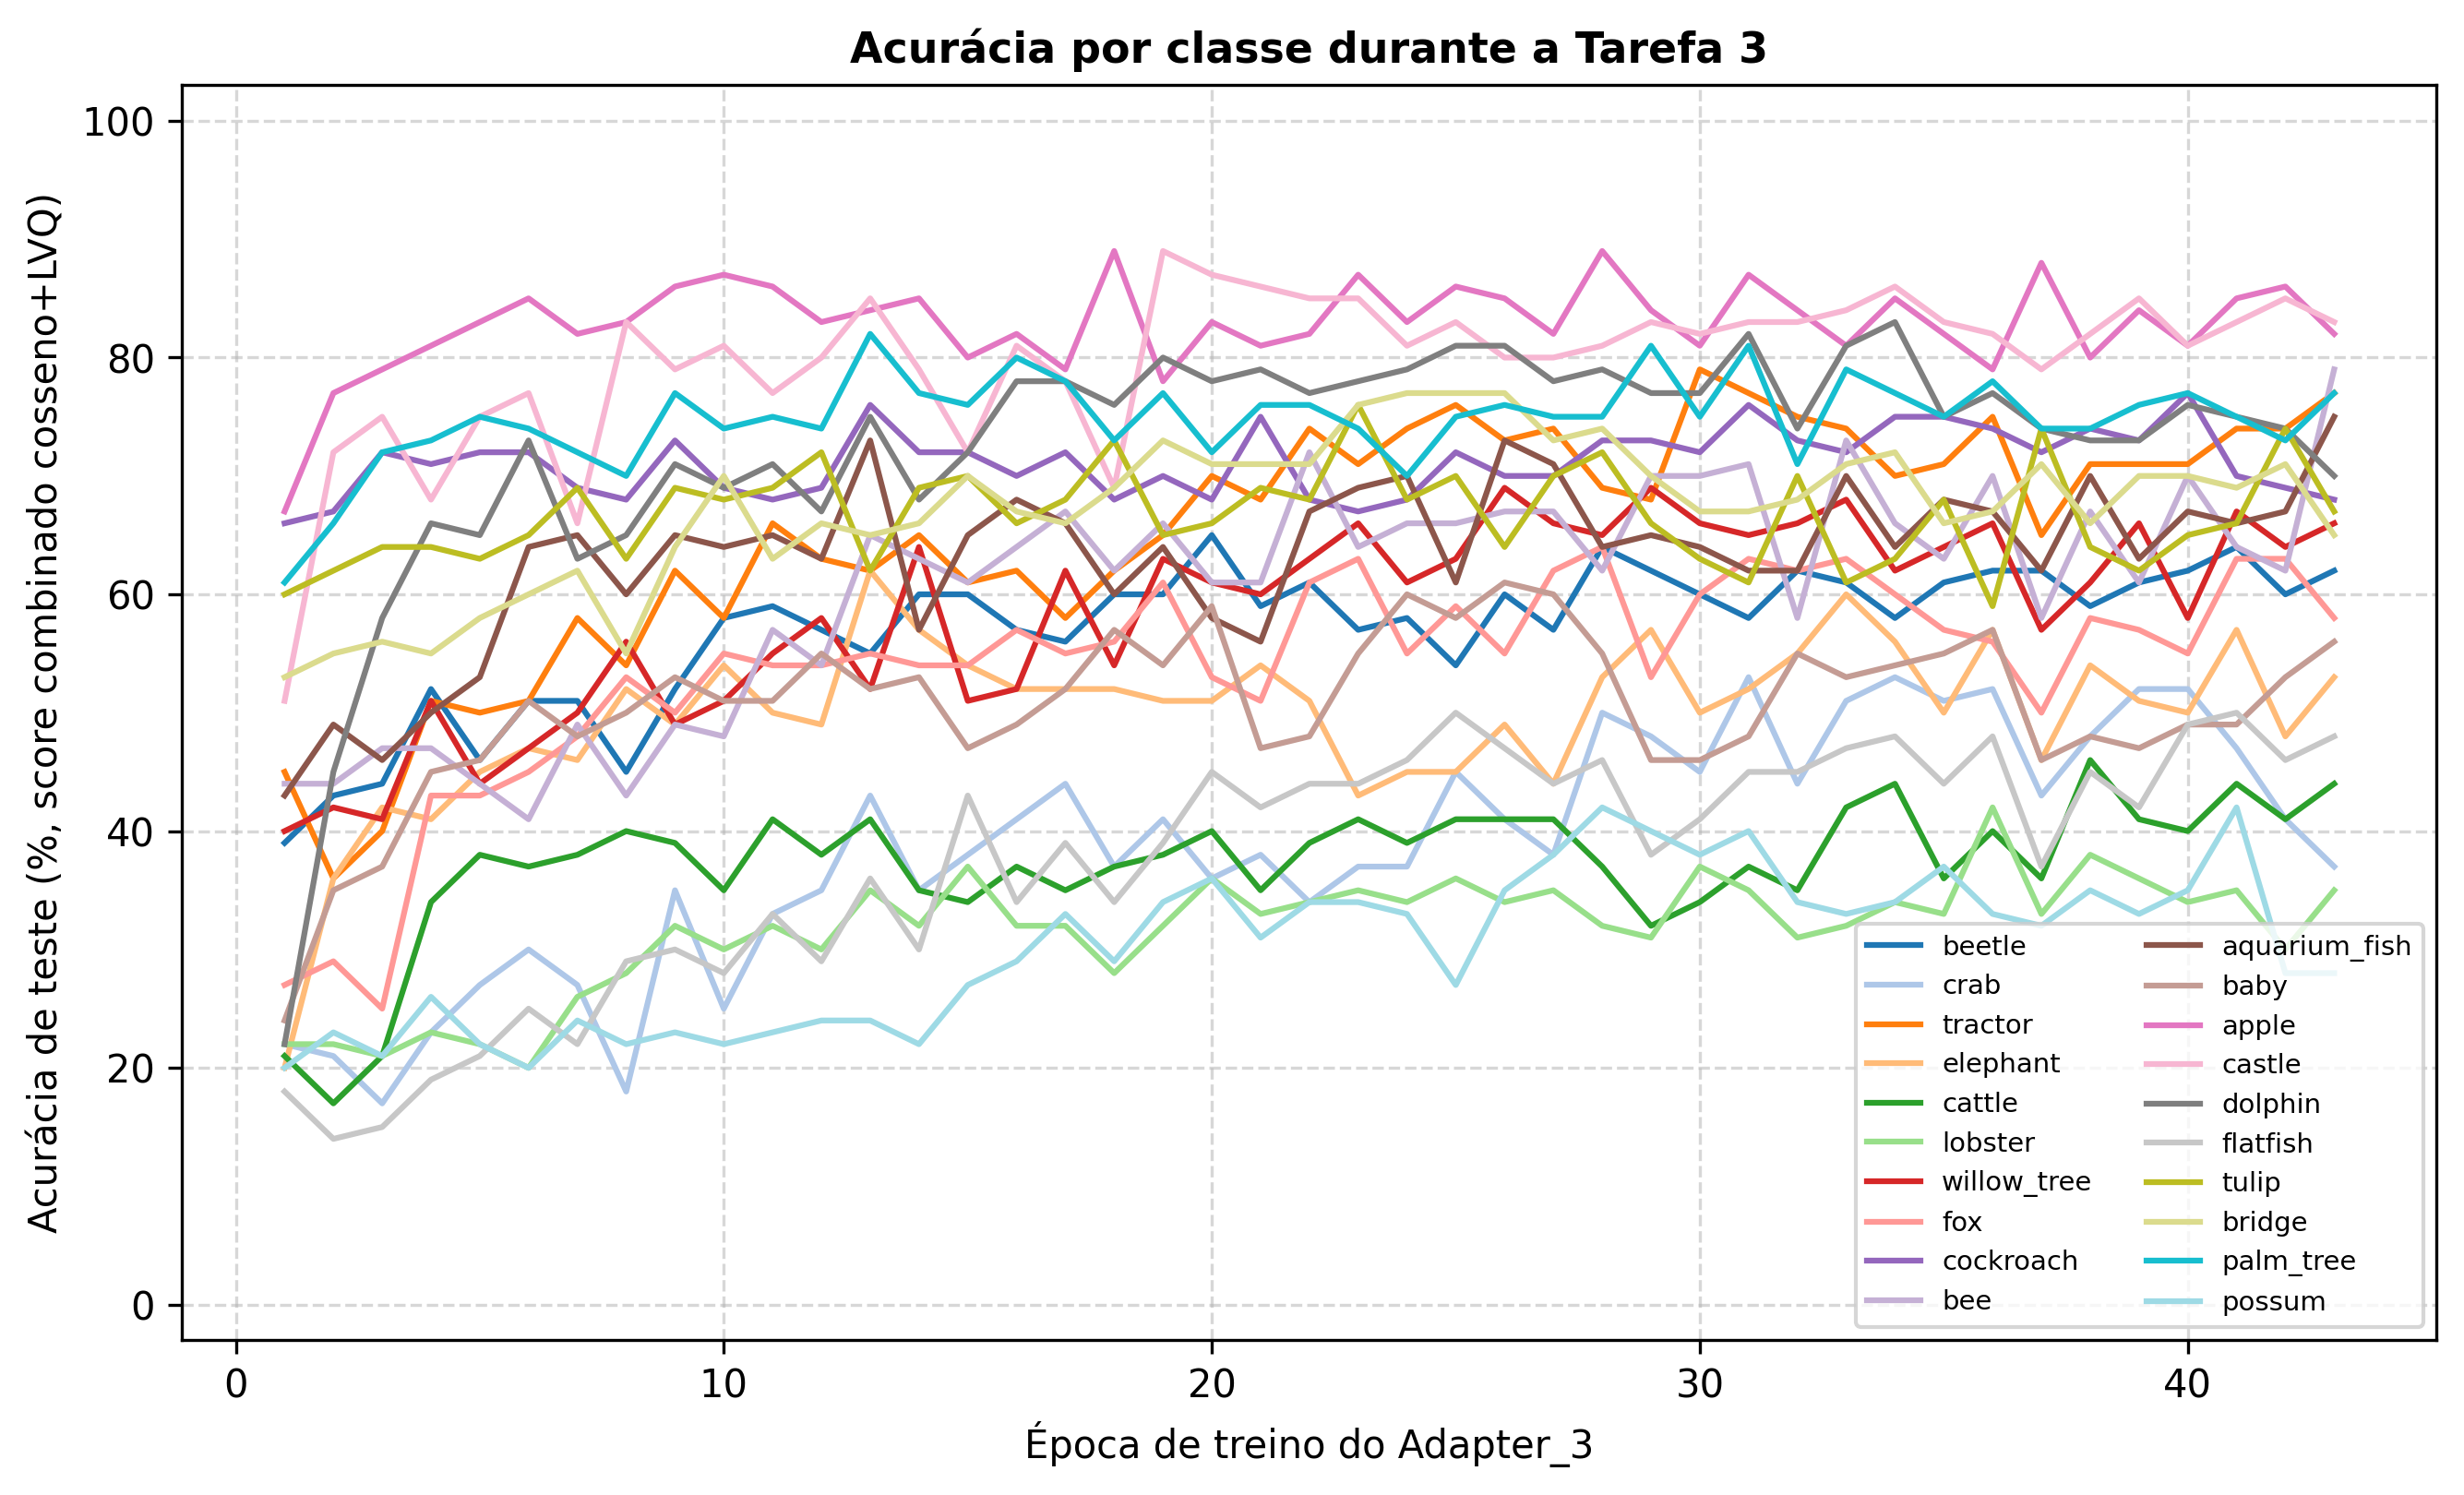 Acurácia por classe durante a Tarefa 3
Acurácia de teste (%, score combinado cosseno+LVQ)
100
80
60
40
20
0
0
10
20
30
40
Época de treino do Adapter_3
beetle
crab
tractor
elephant
cattle
lobster
willow_tree
fox
cockroach
bee
aquarium_fish
baby
apple
castle
dolphin
flatfish
tulip
bridge
palm_tree
possum